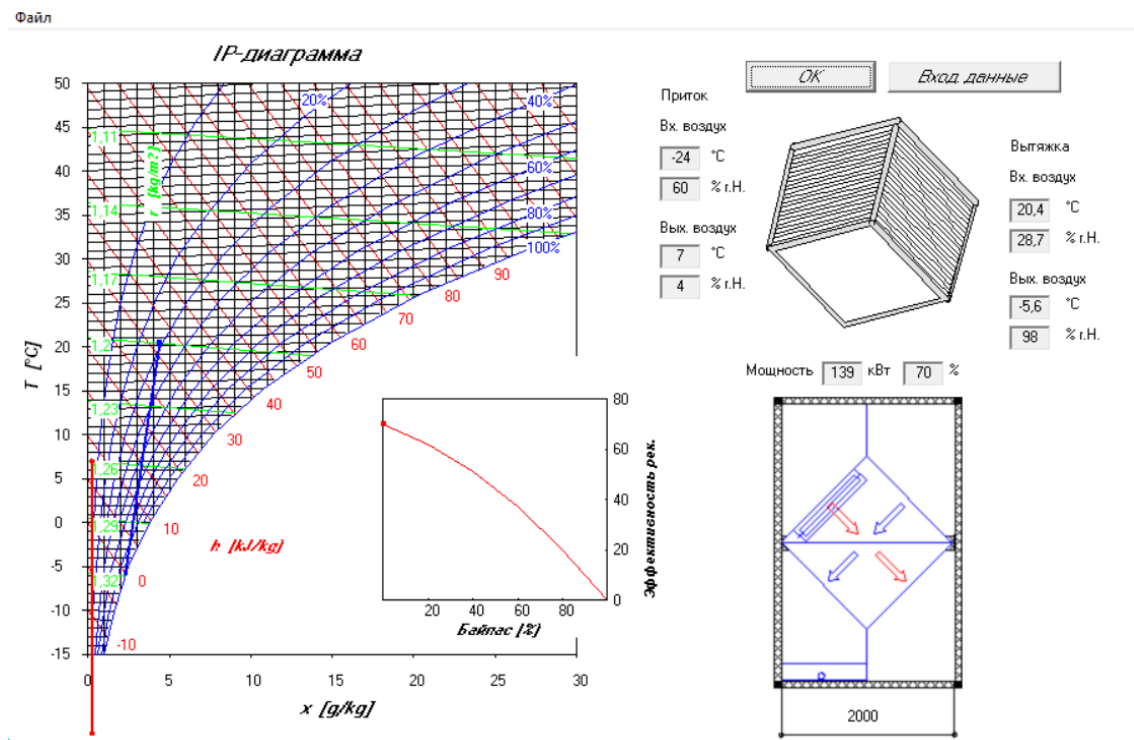 Файл
IP-диаграмма
50
45
40
35
30
25
20
15
10
5
0
-5
-10
-15
T [°C]
0
5
10
15
20
25
30
x [g/kg]
1,11
1,14
1,17
1,2
1,23
1,26
1,29
1,32
r [kg/m?]
20%
40%
60%
80%
100%
90
80
70
60
50
40
30
20
10
0
-10
h [kJ/kg]
80
60
40
20
0
Эффективность рек.
20
40
60
80
Байпас [%]
OK
Вход данные
Приток
Вх. воздух
-24 °C
60 % r.H.
Вых. воздух
7 °C
4 % r.H.
Вытяжка
Вх. воздух
20,4 °C
28,7 % r.H.
Вых. воздух
-5,6 °C
98 % r.H.
Мощность 139 кВт 70 %
2000